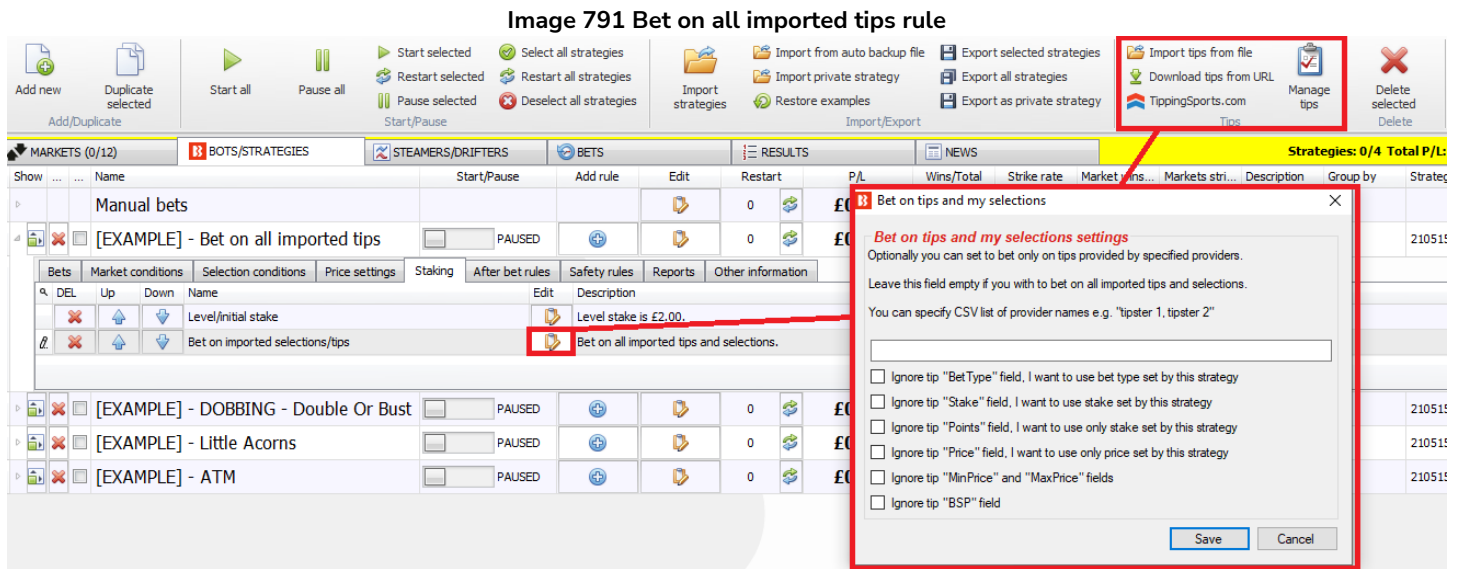 Image 791 Bet on all imported tips rule
Start selected Select all strategies Import from auto backup file Export selected strategies Import tips from file
Restart selected Restart all strategies Import private strategy Export all strategies Download tips from URL
Add new Duplicate selected Start all Pause all Import strategies Manage tips Delete selected
Pause selected Deselect all strategies Restore examples Export as private strategy TippingSports.com
Add/Duplicate Start/Pause Import/Export Tips Delete
MARKETS (0/12) BOTS/STRATEGIES STEAMERS/DRIFTERS BETS RESULTS NEWS Strategies: 0/4 Total P/L:
Show ... ... Name Start/Pause Add rule Edit Restart P/L Wins/Total Strike rate Market wins... Markets stri... Description Group by Strateg
Manual bets 0 £0
[EXAMPLE] - Bet on all imported tips PAUSED 0 £0 210515
Bets Market conditions Selection conditions Price settings Staking After bet rules Safety rules Reports Other information
DEL Up Down Name Edit Description
Level/initial stake Level stake is £2.00.
Bet on imported selections/tips Bet on all imported tips and selections.
[EXAMPLE] - DOBBING - Double Or Bust PAUSED 0 £0 210515
[EXAMPLE] - Little Acorns PAUSED 0 £0 210515
[EXAMPLE] - ATM PAUSED 0 £0 210515
Bet on tips and my selections
Bet on tips and my selections settings
Optionally you can set to bet only on tips provided by specified providers.
Leave this field empty if you with to bet on all imported tips and selections.
You can specify CSV list of provider names e.g. "tipster 1, tipster 2"
Ignore tip "BetType" field, I want to use bet type set by this strategy
Ignore tip "Stake" field, I want to use stake set by this strategy
Ignore tip "Points" field, I want to use only stake set by this strategy
Ignore tip "Price" field, I want to use only price set by this strategy
Ignore tip "MinPrice" and "MaxPrice" fields
Ignore tip "BSP" field
Save Cancel